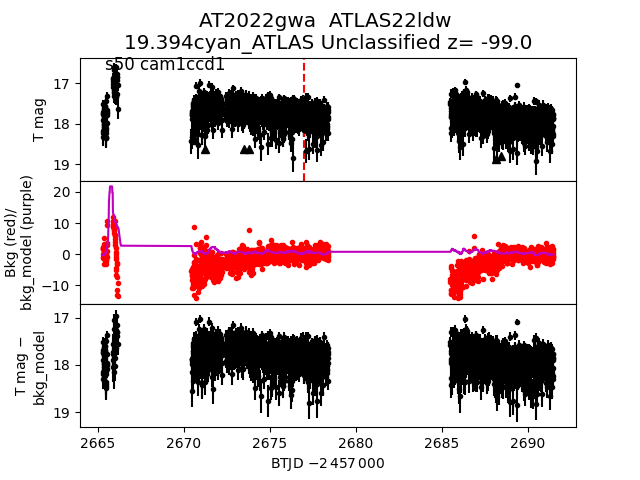 AT2022gwa  ATLAS22ldw
19.394cyan_ATLAS Unclassified z= -99.0
s50 cam1ccd1
T mag
17
18
19
Bkg (red)/
bkg_model (purple)
20
10
0
−10
T mag −
bkg_model
17
18
19
2665
2670
2675
2680
2685
2690
BTJD −2 457 000